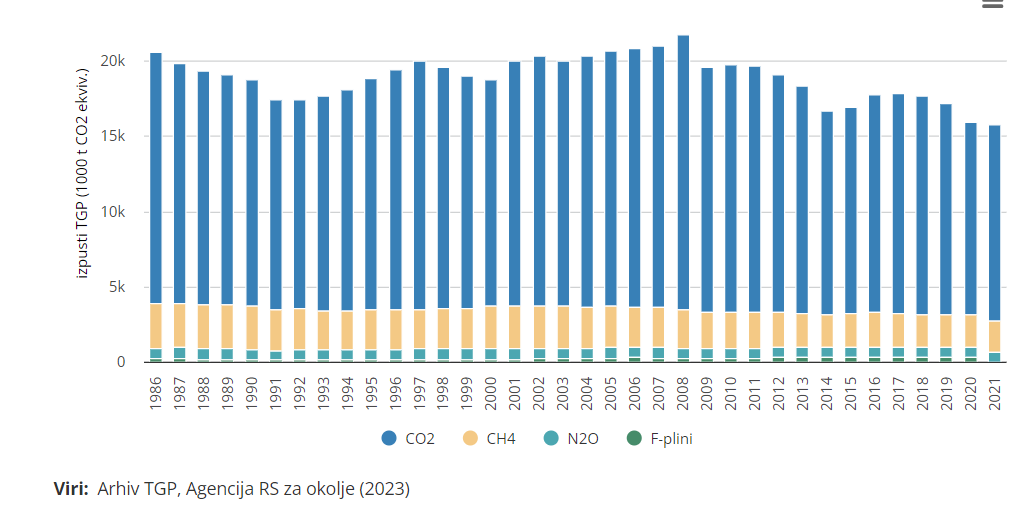 izpusti TGP (1000 t CO2 ekviv.)
20k
15k
10k
5k
0
1986 1987 1988 1989 1990 1991 1992 1993 1994 1995 1996 1997 1998 1999 2000 2001 2002 2003 2004 2005 2006 2007 2008 2009 2010 2011 2012 2013 2014 2015 2016 2017 2018 2019 2020 2021
CO2 CH4 N2O F-plini
Viri: Arhiv TGP, Agencija RS za okolje (2023)